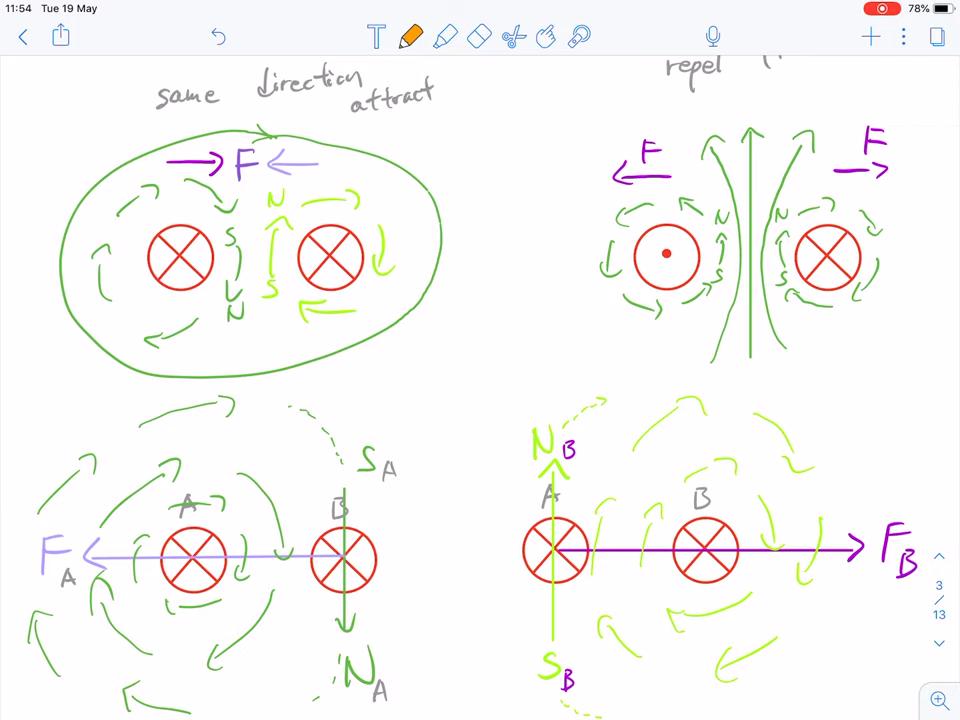 11:54 Tue 19 May
78%
T
same direction attract
repel
F
F
F
N
S
S
N
N
S
N
S
A
B
S A
F A
N A
N B
A
B
F B
S B
3
/
13